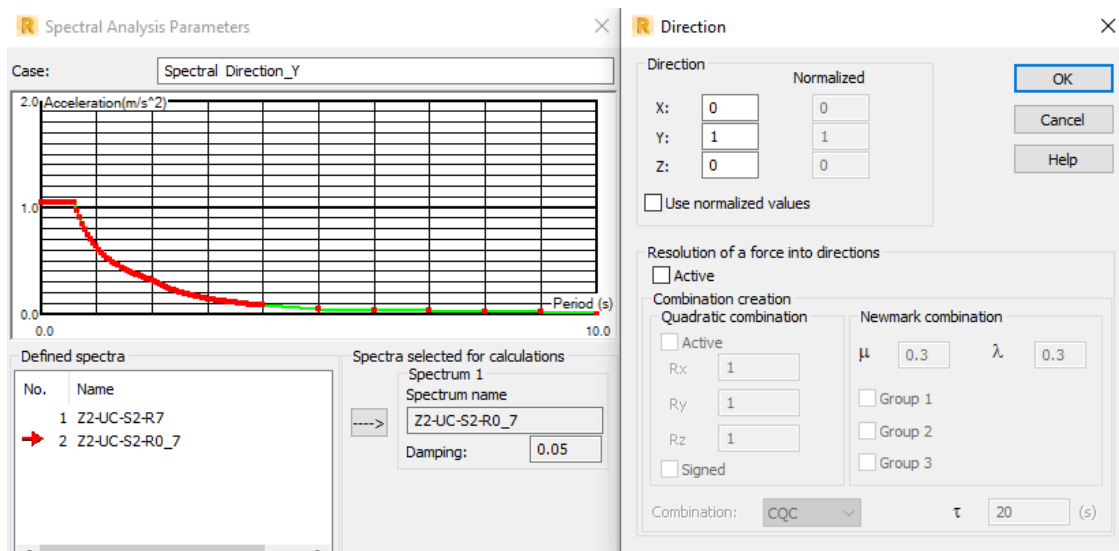 Spectral Analysis Parameters
Case: Spectral Direction_Y
2.0 Acceleration(m/s^2)
1.0
0.0 Period (s)
0.0 10.0
Defined spectra
No. Name
1 Z2-UC-S2-R7
2 Z2-UC-S2-R0_7
Spectra selected for calculations
Spectrum 1
Spectrum name
----> Z2-UC-S2-R0_7
Damping: 0.05
Direction
Direction
Normalized
X: 0 0
Y: 1 1
Z: 0 0
Use normalized values
OK
Cancel
Help
Resolution of a force into directions
Active
Combination creation
Quadratic combination
Active
Rx 1
Ry 1
Rz 1
Signed
Newmark combination
μ 0.3 λ 0.3
Group 1
Group 2
Group 3
Combination: CQC τ 20 (s)